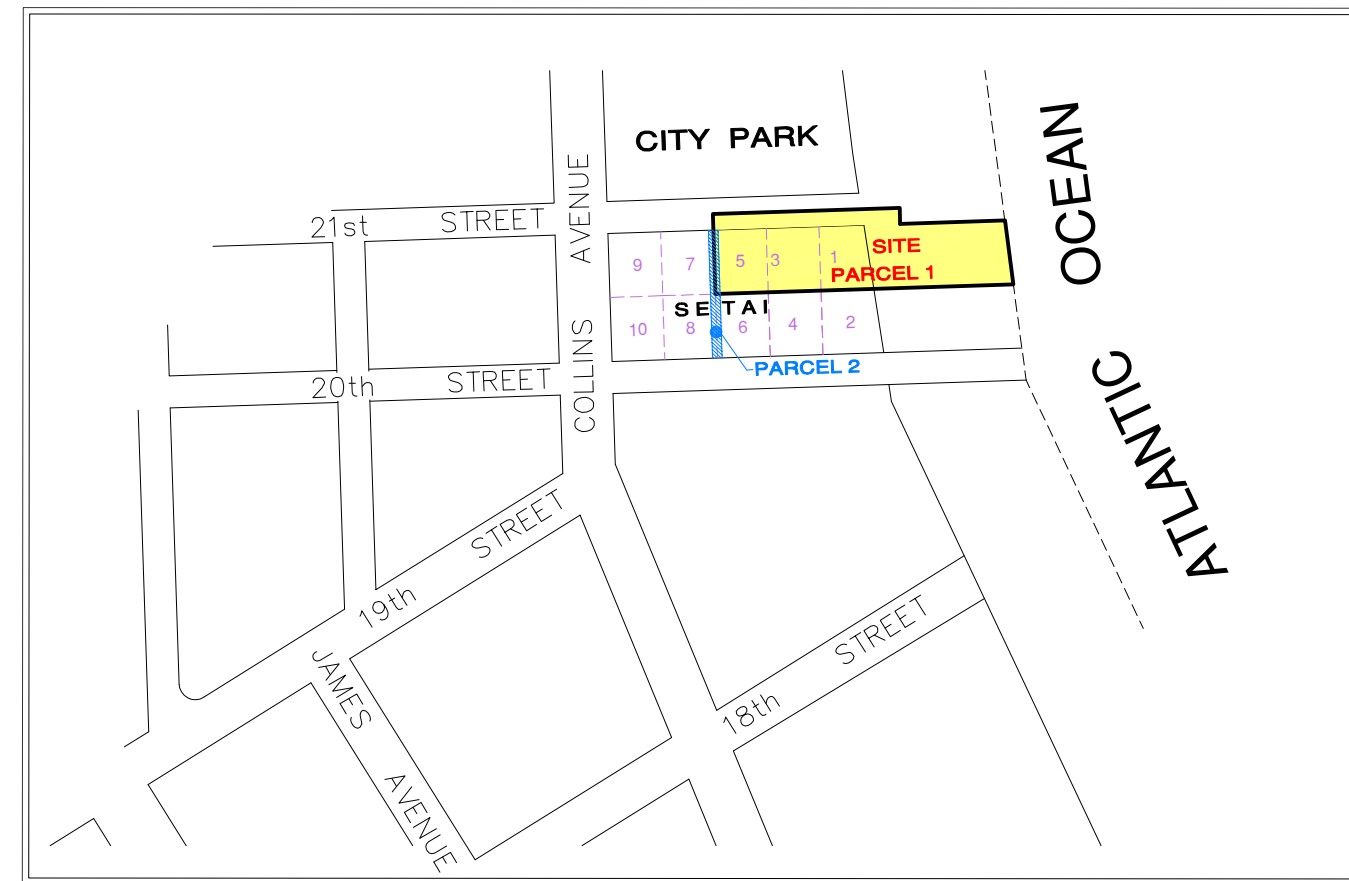 CITY PARK
ATLANTIC OCEAN
21st STREET
COLLINS AVENUE
SITE
PARCEL 1
9 7 5 3 1
SETAI
10 8 6 4 2
PARCEL 2
20th STREET
19th STREET
18th STREET
JAMES AVENUE